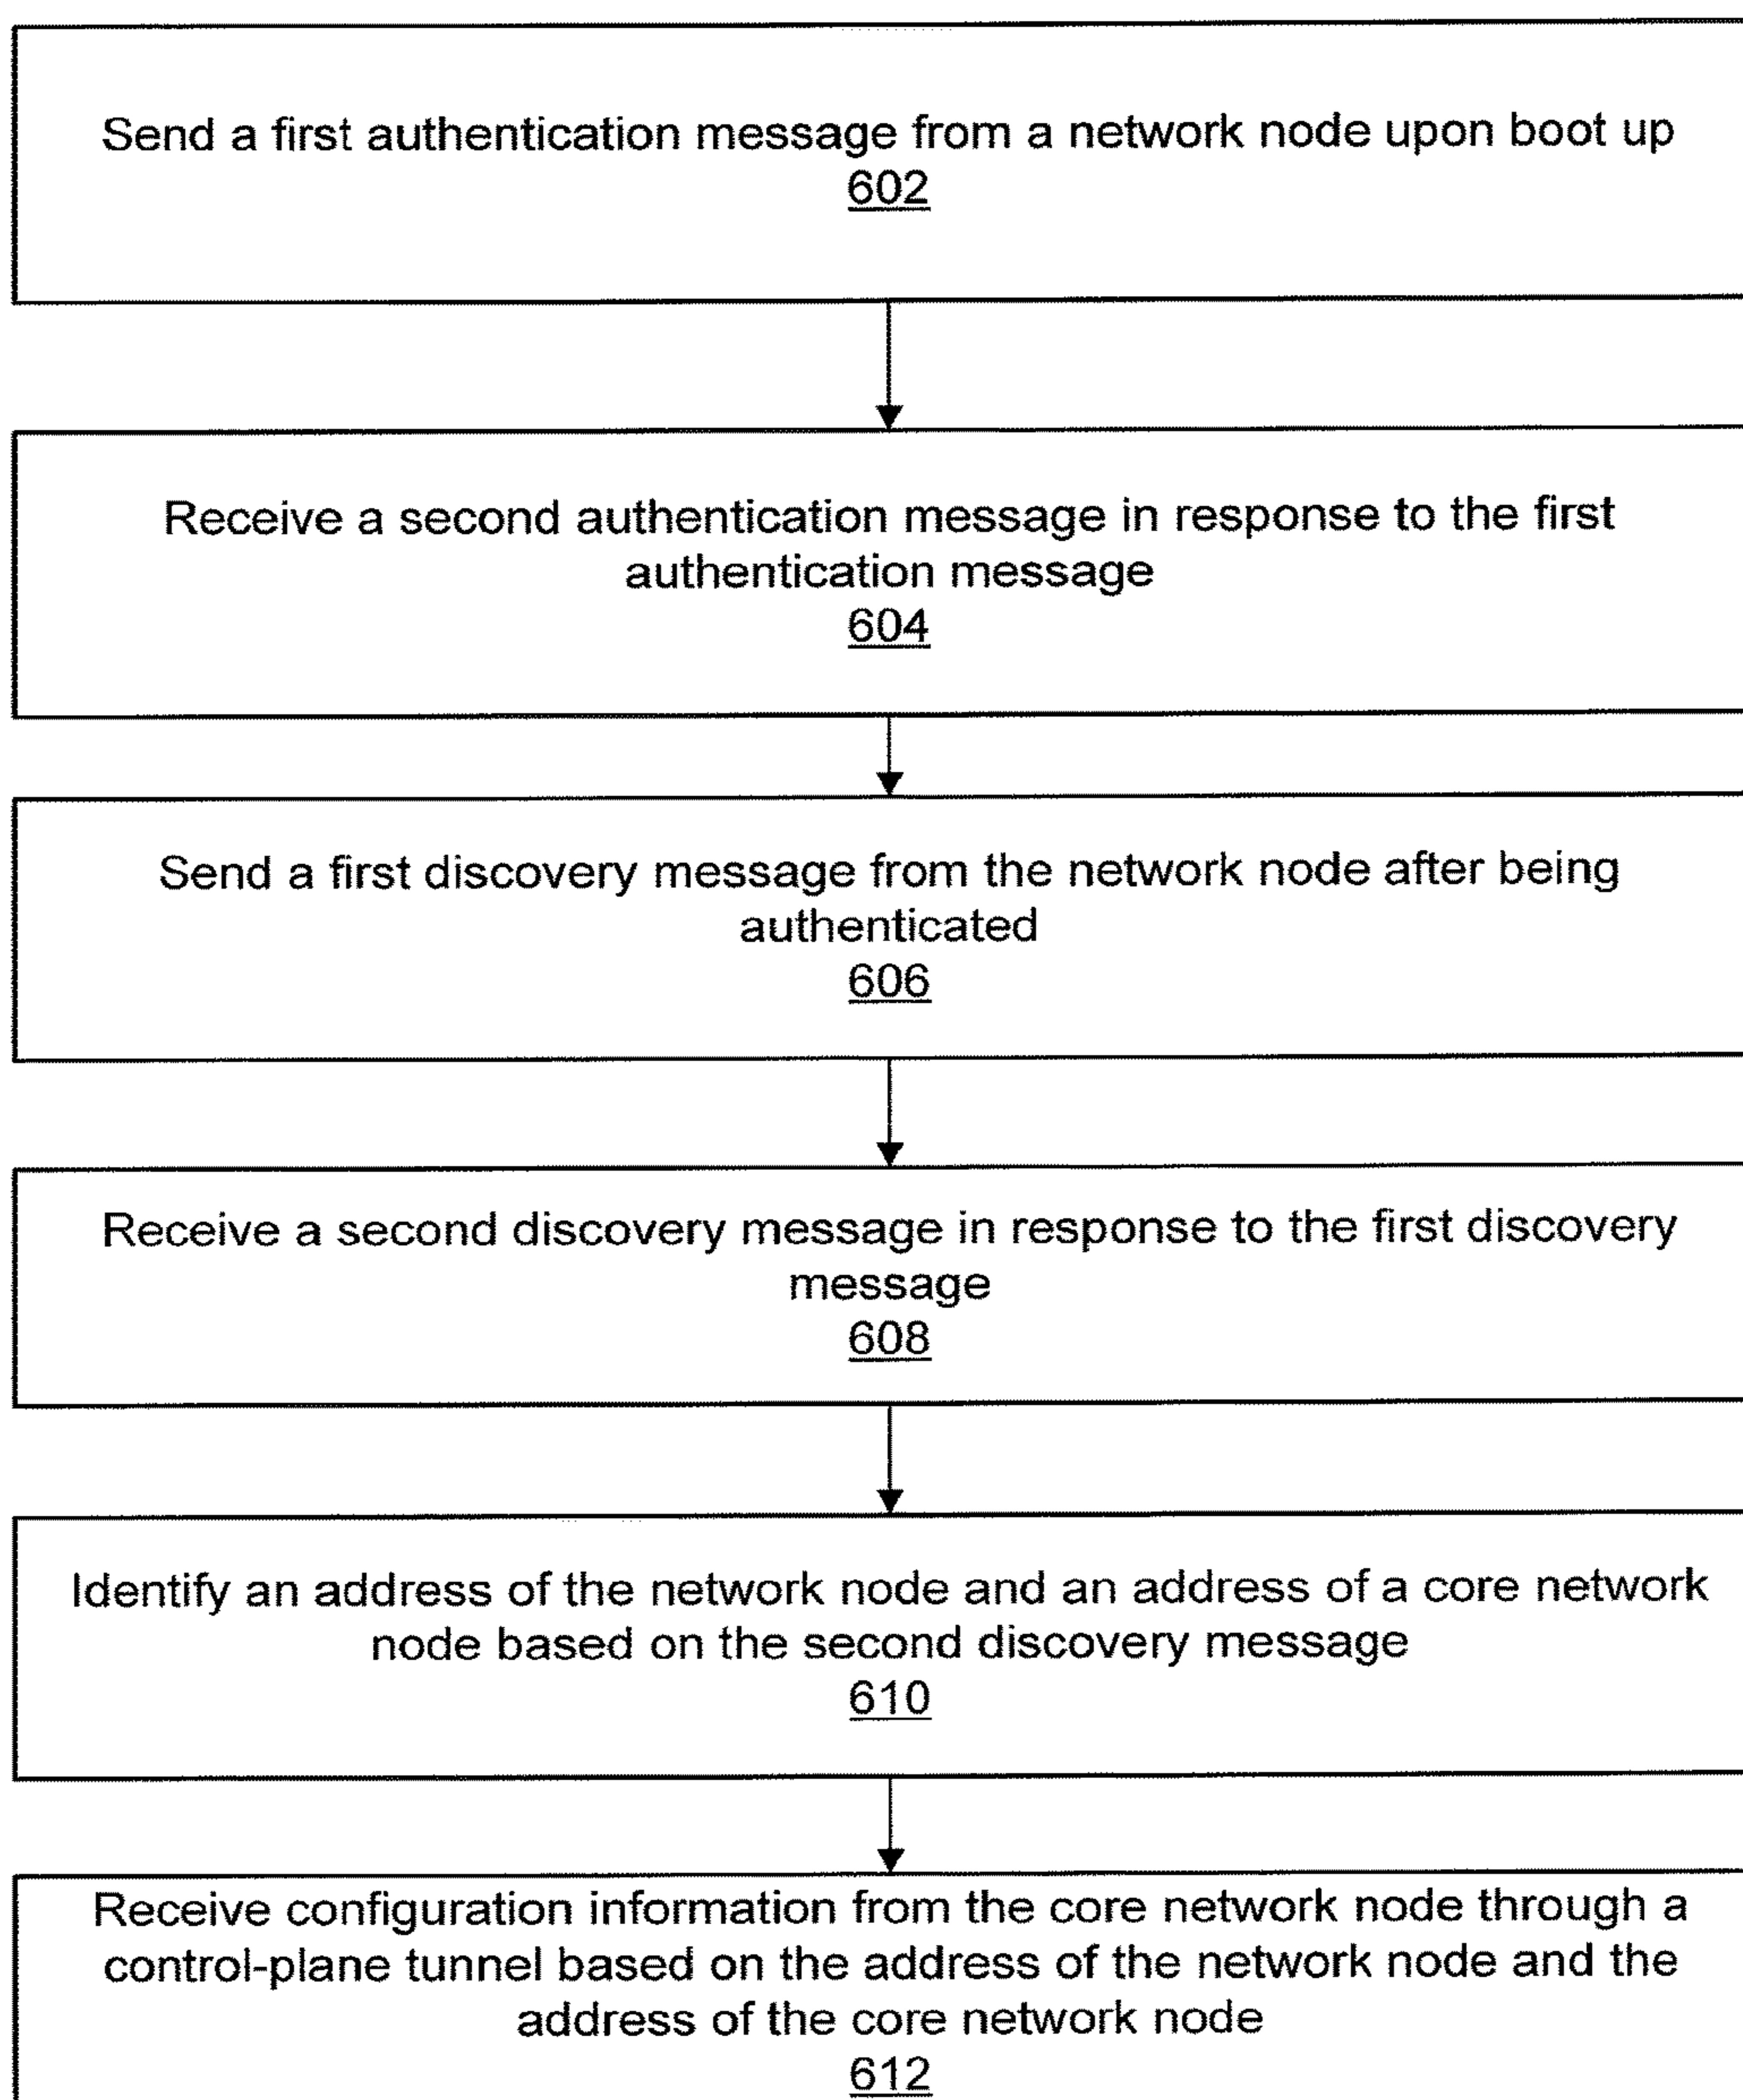 Send a first authentication message from a network node upon boot up
602
Receive a second authentication message in response to the first
authentication message
604
Send a first discovery message from the network node after being
authenticated
606
Receive a second discovery message in response to the first discovery
message
608
Identify an address of the network node and an address of a core network
node based on the second discovery message
610
Receive configuration information from the core network node through a
control-plane tunnel based on the address of the network node and the
address of the core network node
612